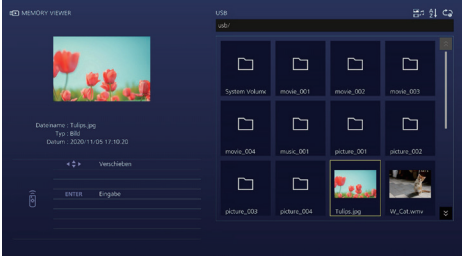 MEMORY VIEWER
USB
usb/
System Volume
movie_001
movie_002
movie_003
movie_004
music_001
picture_001
picture_002
picture_003
picture_004
Tulips.jpg
W_Cat.wmv
Dateiname : Tulips.jpg
Typ : Bild
Datum : 2020/11/05 17:10:20
Verschieben
ENTER Eingabe